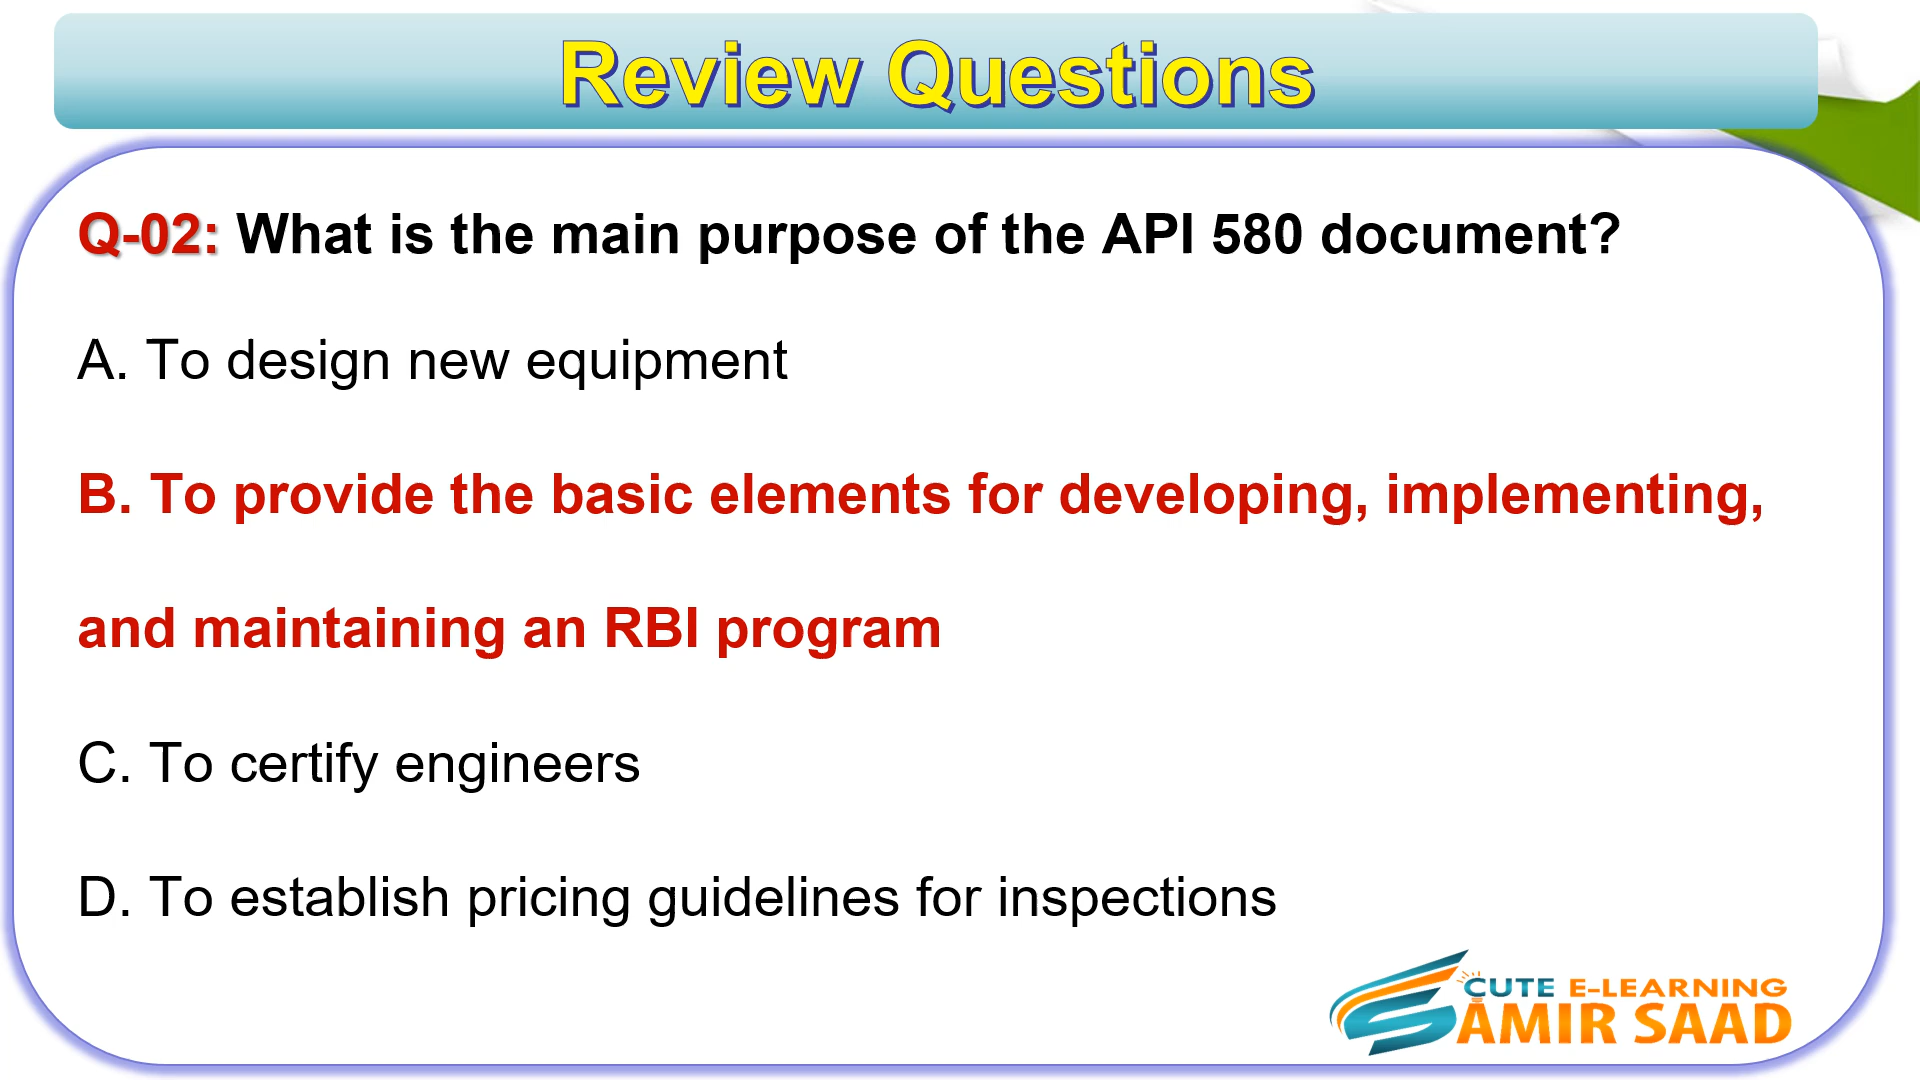 Review Questions
Q-02: What is the main purpose of the API 580 document?
A. To design new equipment
B. To provide the basic elements for developing, implementing,
and maintaining an RBI program
C. To certify engineers
D. To establish pricing guidelines for inspections
CUTE E-LEARNING
AMIR SAAD